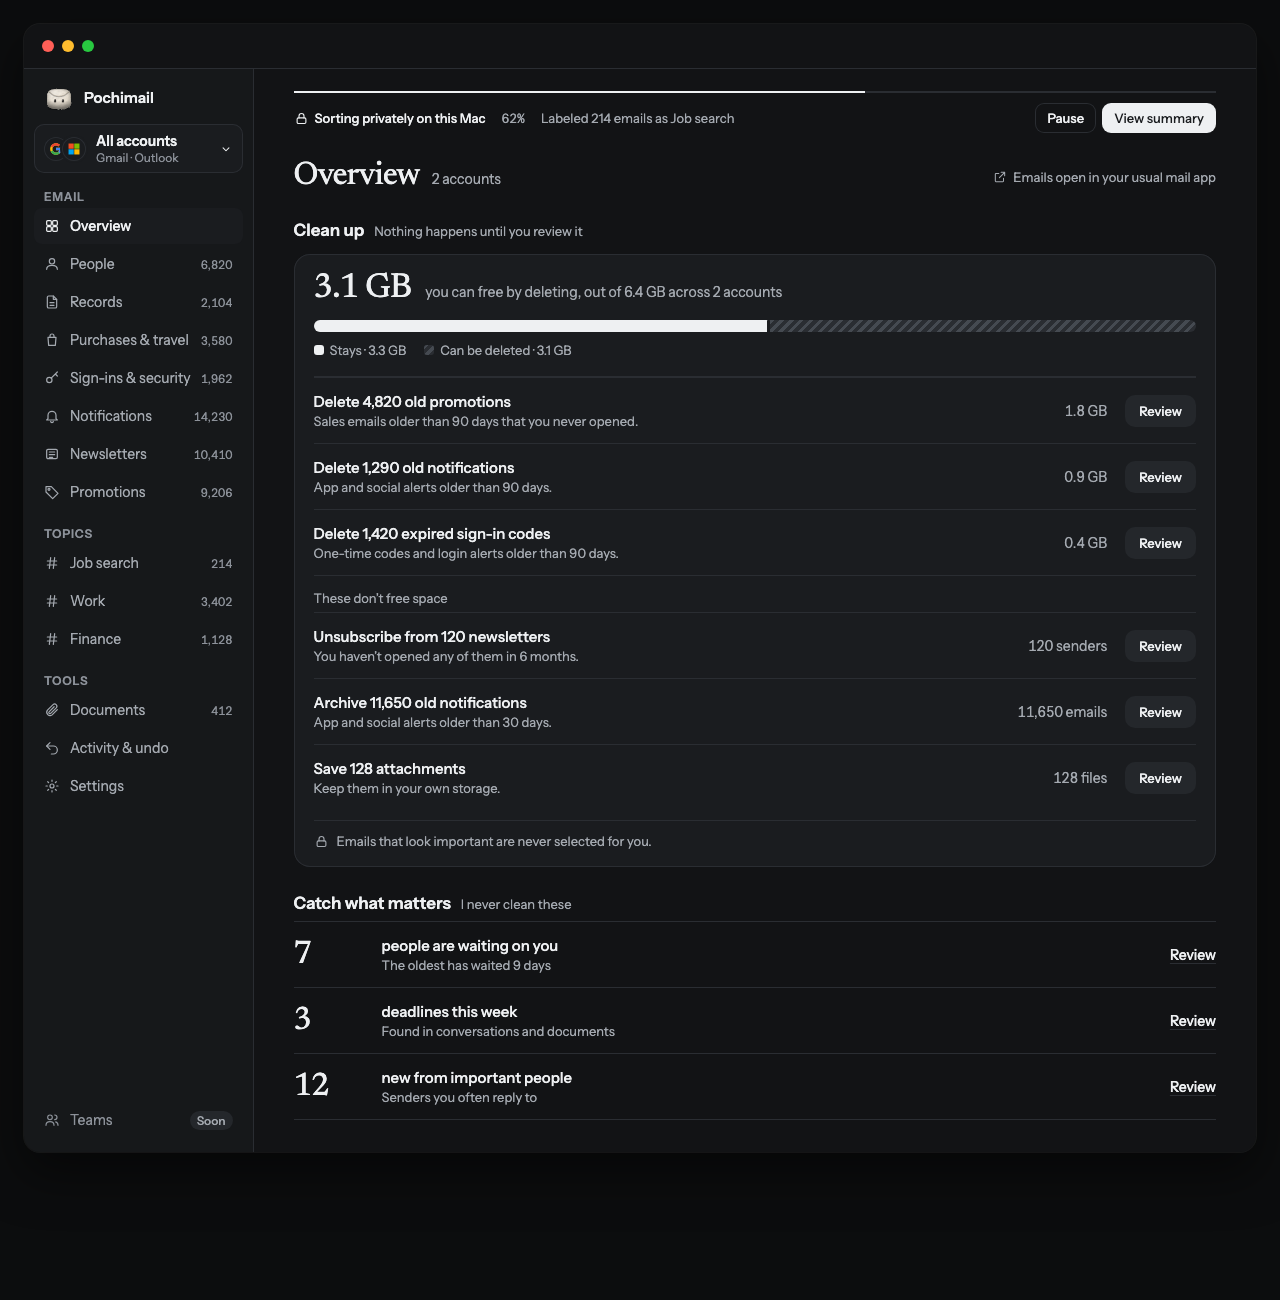 Pochimail
All accounts
Gmail · Outlook
EMAIL
Overview
People 6,820
Records 2,104
Purchases & travel 3,580
Sign-ins & security 1,962
Notifications 14,230
Newsletters 10,410
Promotions 9,206
TOPICS
# Job search 214
# Work 3,402
# Finance 1,128
TOOLS
Documents 412
Activity & undo
Settings
Teams Soon
Sorting privately on this Mac 62% Labeled 214 emails as Job search Pause View summary
Overview 2 accounts Emails open in your usual mail app
Clean up Nothing happens until you review it
3.1 GB you can free by deleting, out of 6.4 GB across 2 accounts
Stays · 3.3 GB Can be deleted · 3.1 GB
Delete 4,820 old promotions
Sales emails older than 90 days that you never opened.
1.8 GB Review
Delete 1,290 old notifications
App and social alerts older than 90 days.
0.9 GB Review
Delete 1,420 expired sign-in codes
One-time codes and login alerts older than 90 days.
0.4 GB Review
These don't free space
Unsubscribe from 120 newsletters
You haven't opened any of them in 6 months.
120 senders Review
Archive 11,650 old notifications
App and social alerts older than 30 days.
11,650 emails Review
Save 128 attachments
Keep them in your own storage.
128 files Review
Emails that look important are never selected for you.
Catch what matters I never clean these
7 people are waiting on you
The oldest has waited 9 days
Review
3 deadlines this week
Found in conversations and documents
Review
12 new from important people
Senders you often reply to
Review